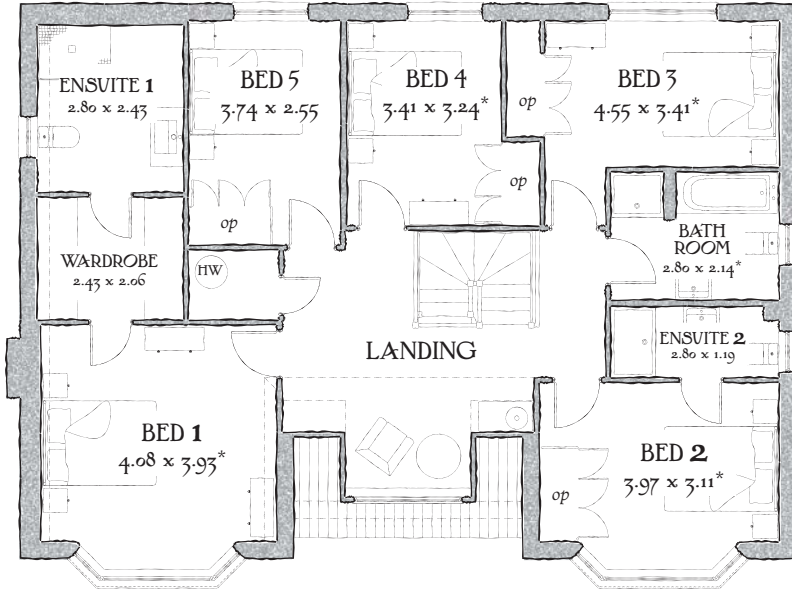 ENSUITE 1
2.80 x 2.43
BED 5
3.74 x 2.55
BED 4
3.41 x 3.24*
BED 3
4.55 x 3.41*
op
op
op
WARDROBE
2.43 x 2.06
HW
BATH
ROOM
2.80 x 2.14*
LANDING
ENSUITE 2
2.80 x 1.19
BED 1
4.08 x 3.93*
BED 2
3.97 x 3.11*
op